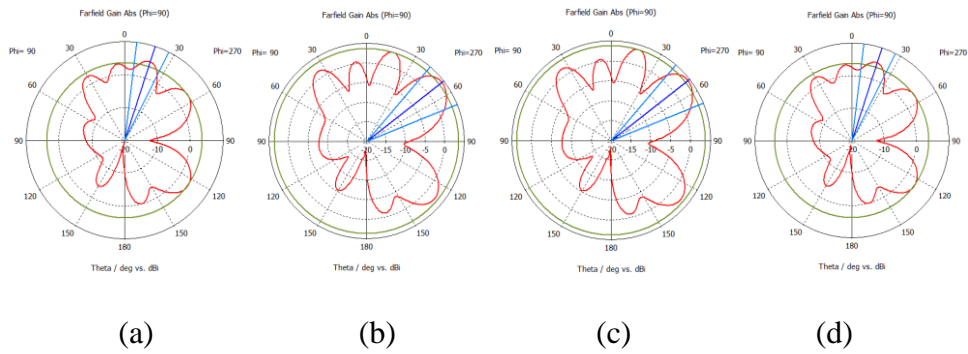 Farfield Gain Abs (Phi=90)
0
Phi= 90 30 30 Phi=270
60 60
90 -20 -10 0 90
120 120
150 150
180
Theta / deg vs. dBi
(a)
Farfield Gain Abs (Phi=90)
0
Phi= 90 30 30 Phi=270
60 60
90 -20 -10 -5 0 90
120 120
150 150
180
Theta / deg vs. dBi
(b)
Farfield Gain Abs (Phi=90)
0
Phi= 90 30 30 Phi=270
60 60
90 -20 -10 -5 0 90
120 120
150 150
180
Theta / deg vs. dBi
(c)
Farfield Gain Abs (Phi=90)
0
Phi= 90 30 30 Phi=270
60 60
90 -20 -10 0 90
120 120
150 150
180
Theta / deg vs. dBi
(d)